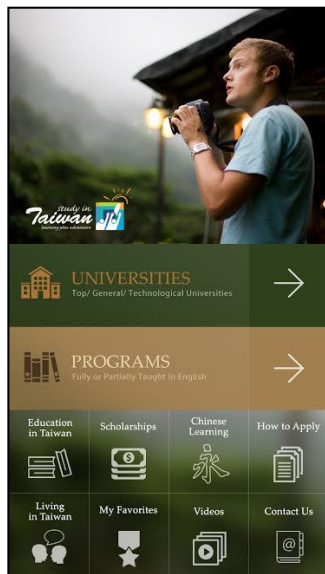 study in
Taiwan
learning plus adventure
UNIVERSITIES
Top/ General/ Technological Universities
PROGRAMS
Fully or Partially Taught in English
Education
in Taiwan
Scholarships
Chinese
Learning
How to Apply
永
Living
in Taiwan
My Favorites
Videos
Contact Us
@